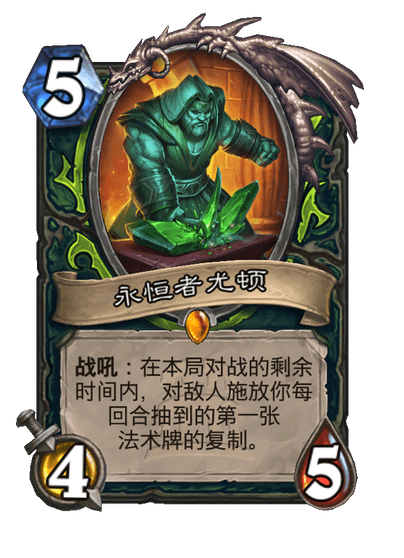 5
永恒者尤顿
战吼：在本局对战的剩余
时间内，对敌人施放你每
回合抽到的第一张
法术牌的复制。
4
5